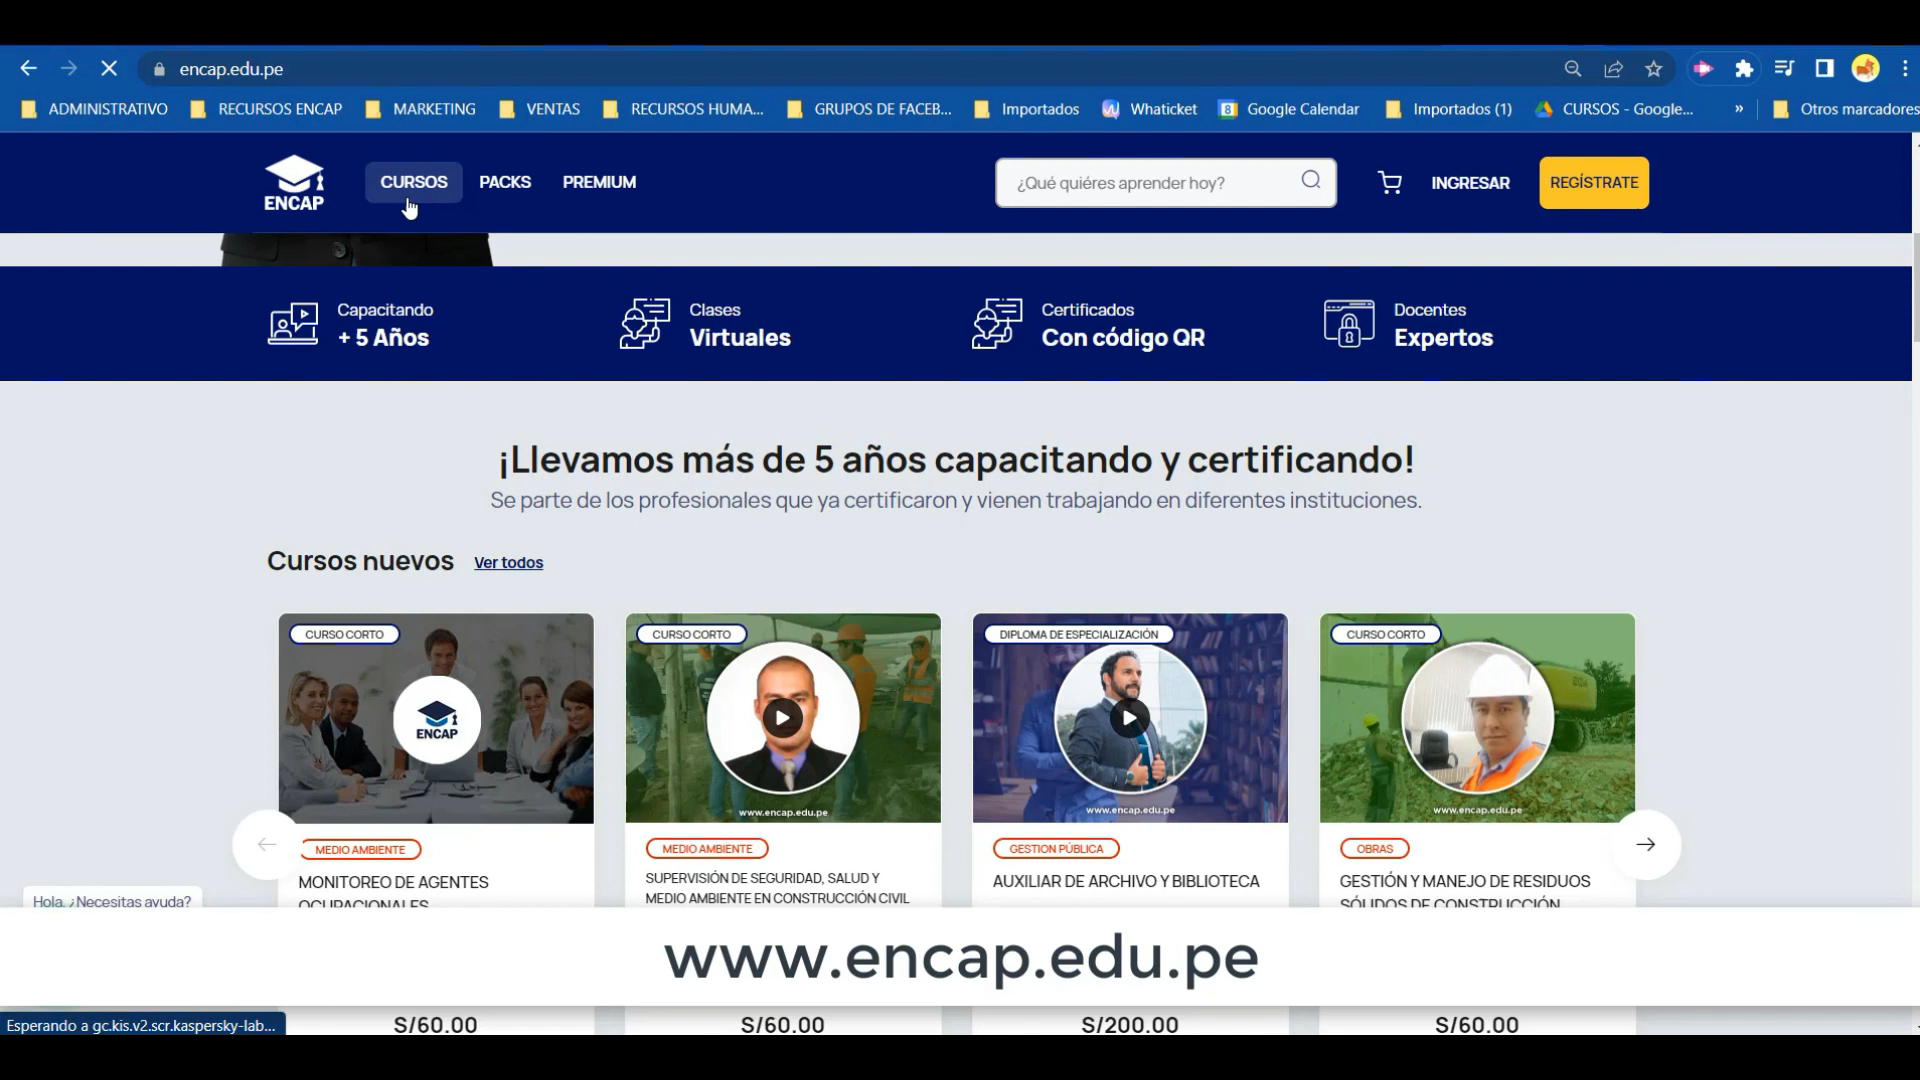 encap.edu.pe
ADMINISTRATIVO
RECURSOS ENCAP
MARKETING
VENTAS
RECURSOS HUMA...
GRUPOS DE FACEB...
Importados
Whaticket
8
Google Calendar
Importados (1)
CURSOS - Google...
»
Otros marcadores
ENCAP
CURSOS
PACKS
PREMIUM
¿Qué quiéres aprender hoy?
INGRESAR
REGÍSTRATE
Capacitando
+ 5 Años
Clases
Virtuales
Certificados
Con código QR
Docentes
Expertos
¡Llevamos más de 5 años capacitando y certificando!
Se parte de los profesionales que ya certificaron y vienen trabajando en diferentes instituciones.
Cursos nuevos
Ver todos
CURSO CORTO
ENCAP
MEDIO AMBIENTE
MONITOREO DE AGENTES
OCUPACIONALES
CURSO CORTO
www.encap.edu.pe
MEDIO AMBIENTE
SUPERVISIÓN DE SEGURIDAD, SALUD Y
MEDIO AMBIENTE EN CONSTRUCCIÓN CIVIL
DIPLOMA DE ESPECIALIZACIÓN
www.encap.edu.pe
GESTION PÚBLICA
AUXILIAR DE ARCHIVO Y BIBLIOTECA
CURSO CORTO
www.encap.edu.pe
OBRAS
GESTIÓN Y MANEJO DE RESIDUOS
SÓLIDOS DE CONSTRUCCIÓN
Hola, ¿Necesitas ayuda?
www.encap.edu.pe
Esperando a gc.kis.v2.scr.kaspersky-lab...
S/60.00
S/60.00
S/200.00
S/60.00